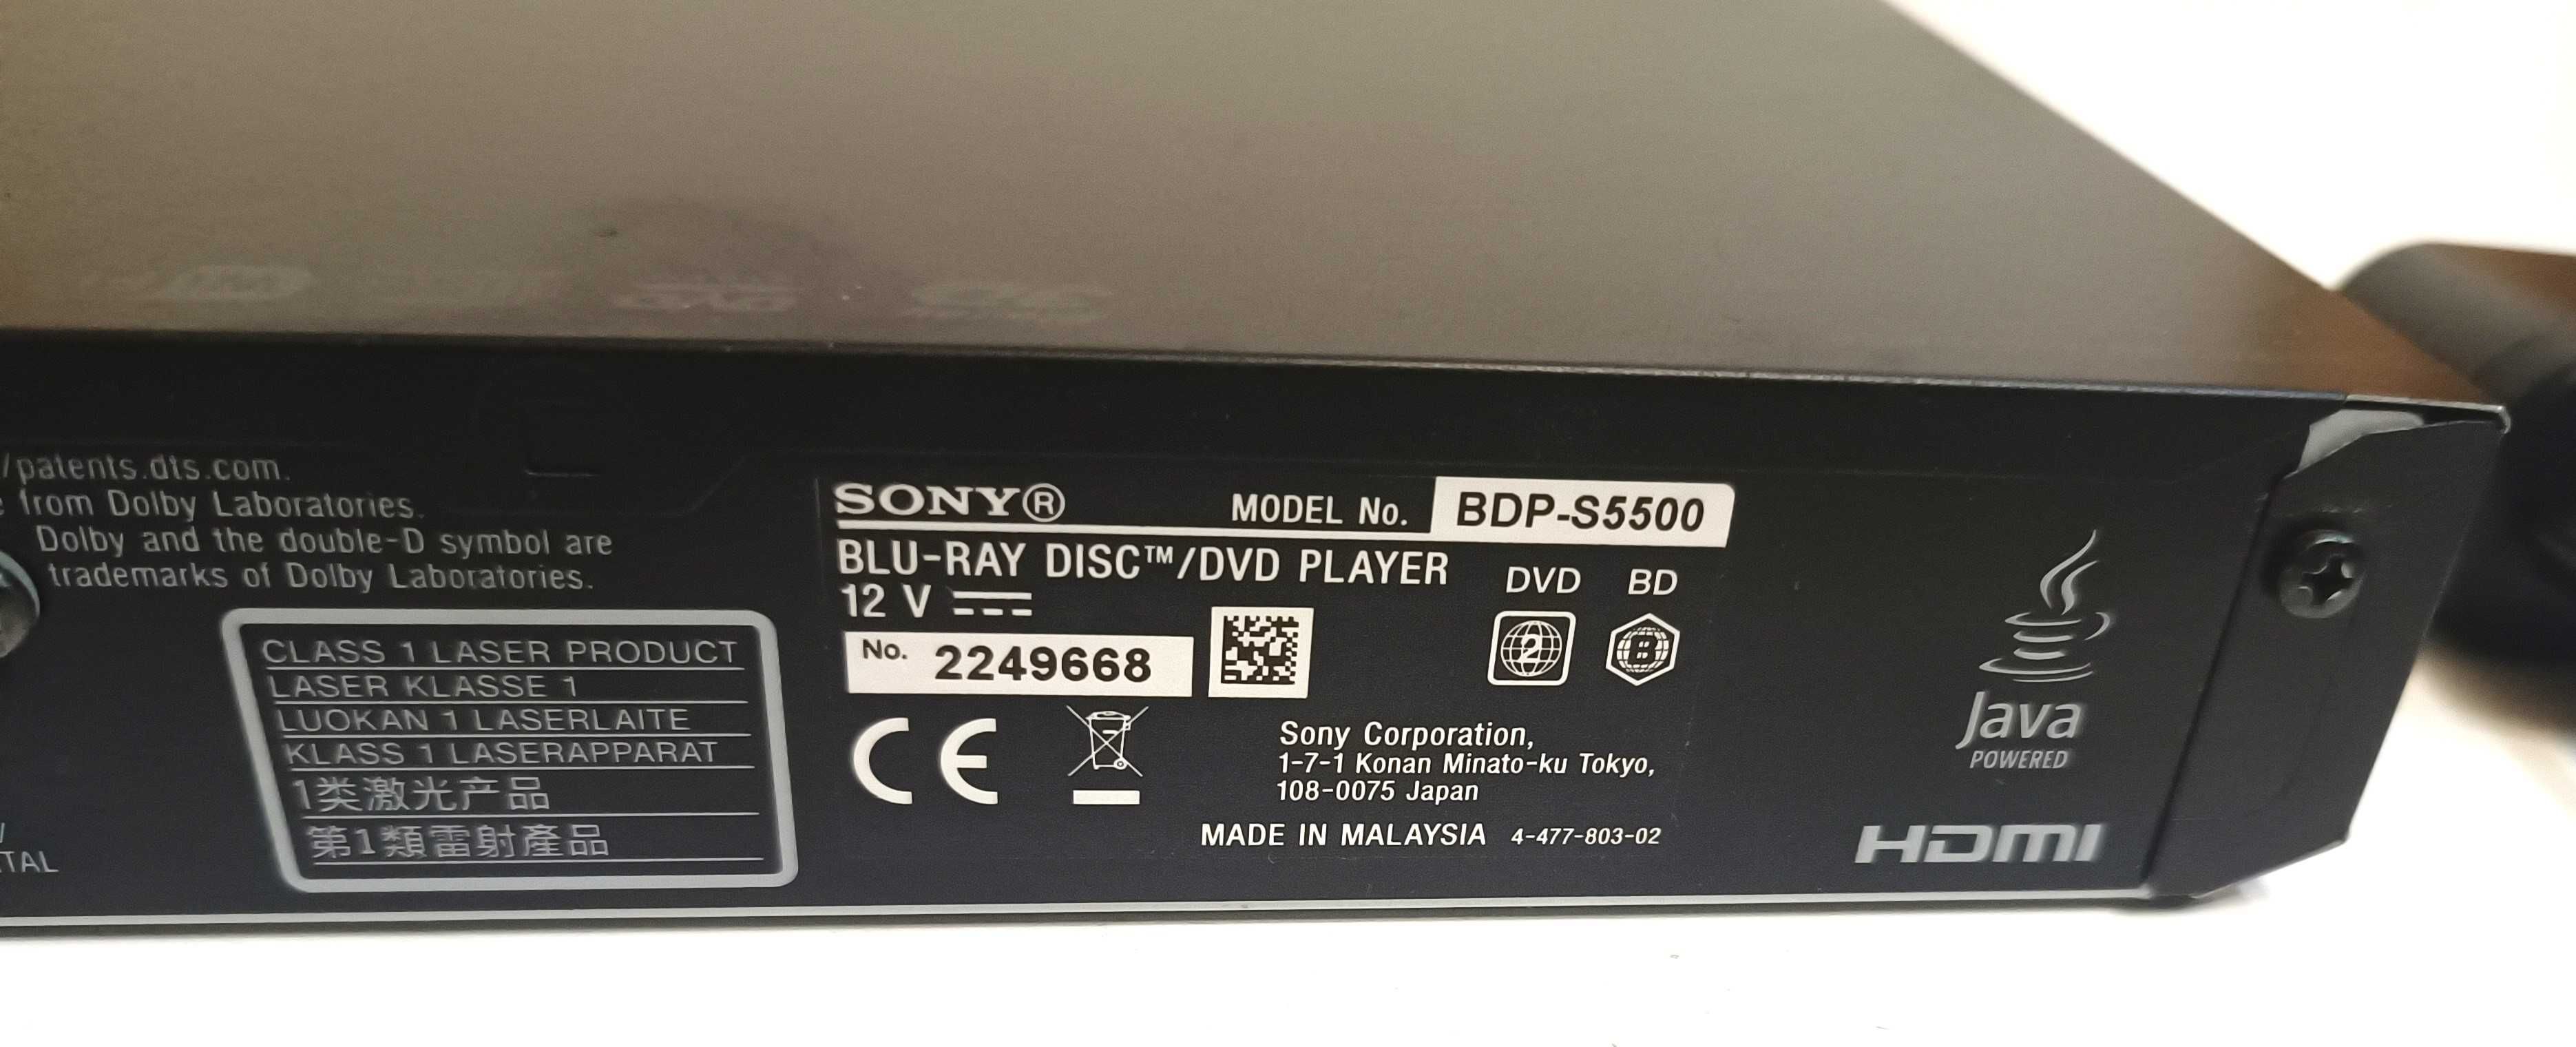 /patents.dts.com.
from Dolby Laboratories.
Dolby and the double-D symbol are
trademarks of Dolby Laboratories.
CLASS 1 LASER PRODUCT
LASER KLASSE 1
LUOKAN 1 LASERLAITE
KLASS 1 LASERAPPARAT
1类激光产品
第1類雷射產品
SONY®
MODEL No. BDP-S5500
BLU-RAY DISC™/DVD PLAYER
12 V
DVD BD
2 B
No. 2249668
CE
Sony Corporation,
1-7-1 Konan Minato-ku Tokyo,
108-0075 Japan
MADE IN MALAYSIA 4-477-803-02
Java
POWERED
HDMI